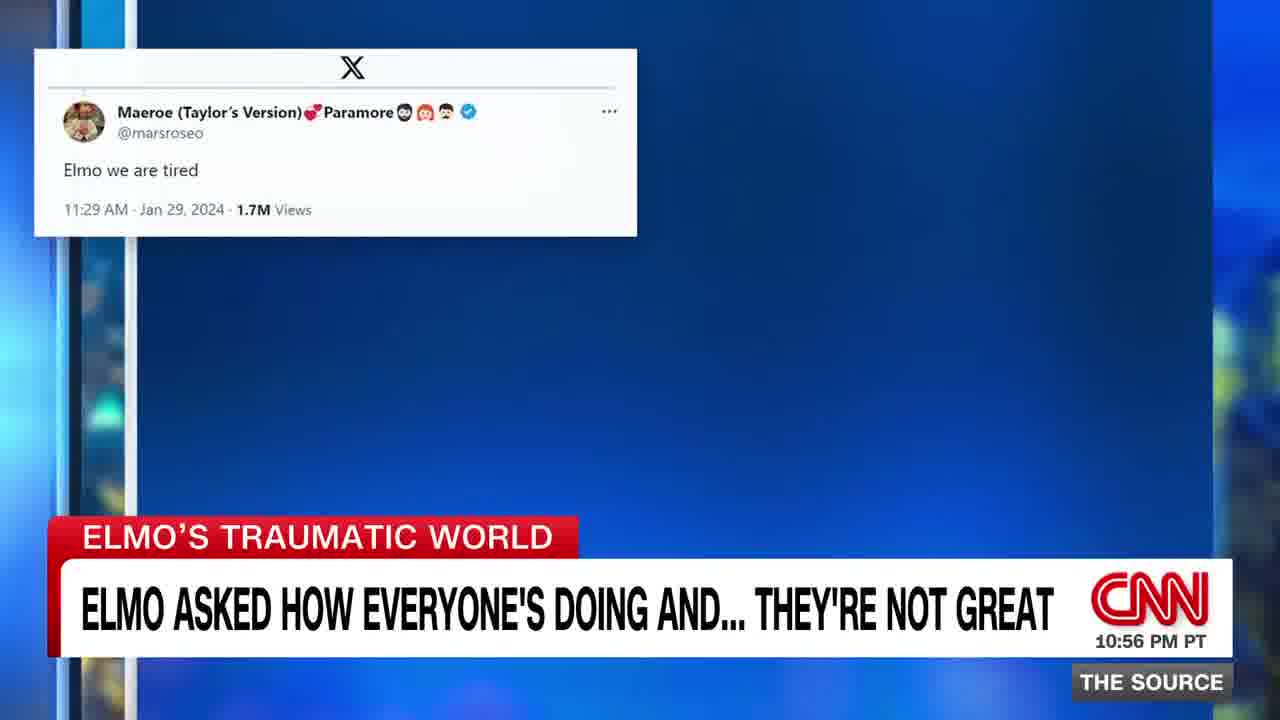 X
Maeroe (Taylor's Version)💞Paramore🧔🏻👩🏻‍🦰👨🏻
@marsroseo
Elmo we are tired
11:29 AM · Jan 29, 2024 · 1.7M Views
ELMO'S TRAUMATIC WORLD
ELMO ASKED HOW EVERYONE'S DOING AND... THEY'RE NOT GREAT
CNN
10:56 PM PT
THE SOURCE